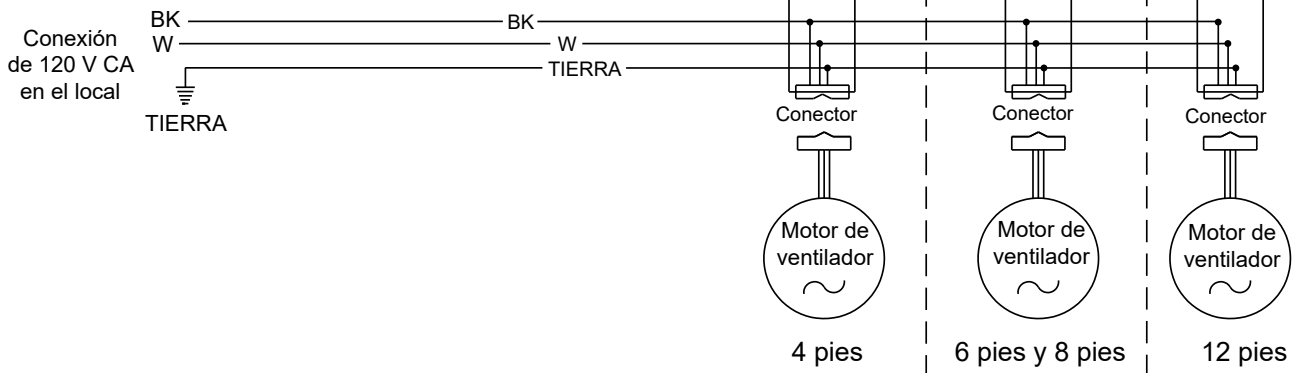 Conexión
de 120 V CA
en el local
BK
W
TIERRA
BK
W
TIERRA
Conector
Conector
Conector
Motor de
ventilador
Motor de
ventilador
Motor de
ventilador
4 pies
6 pies y 8 pies
12 pies